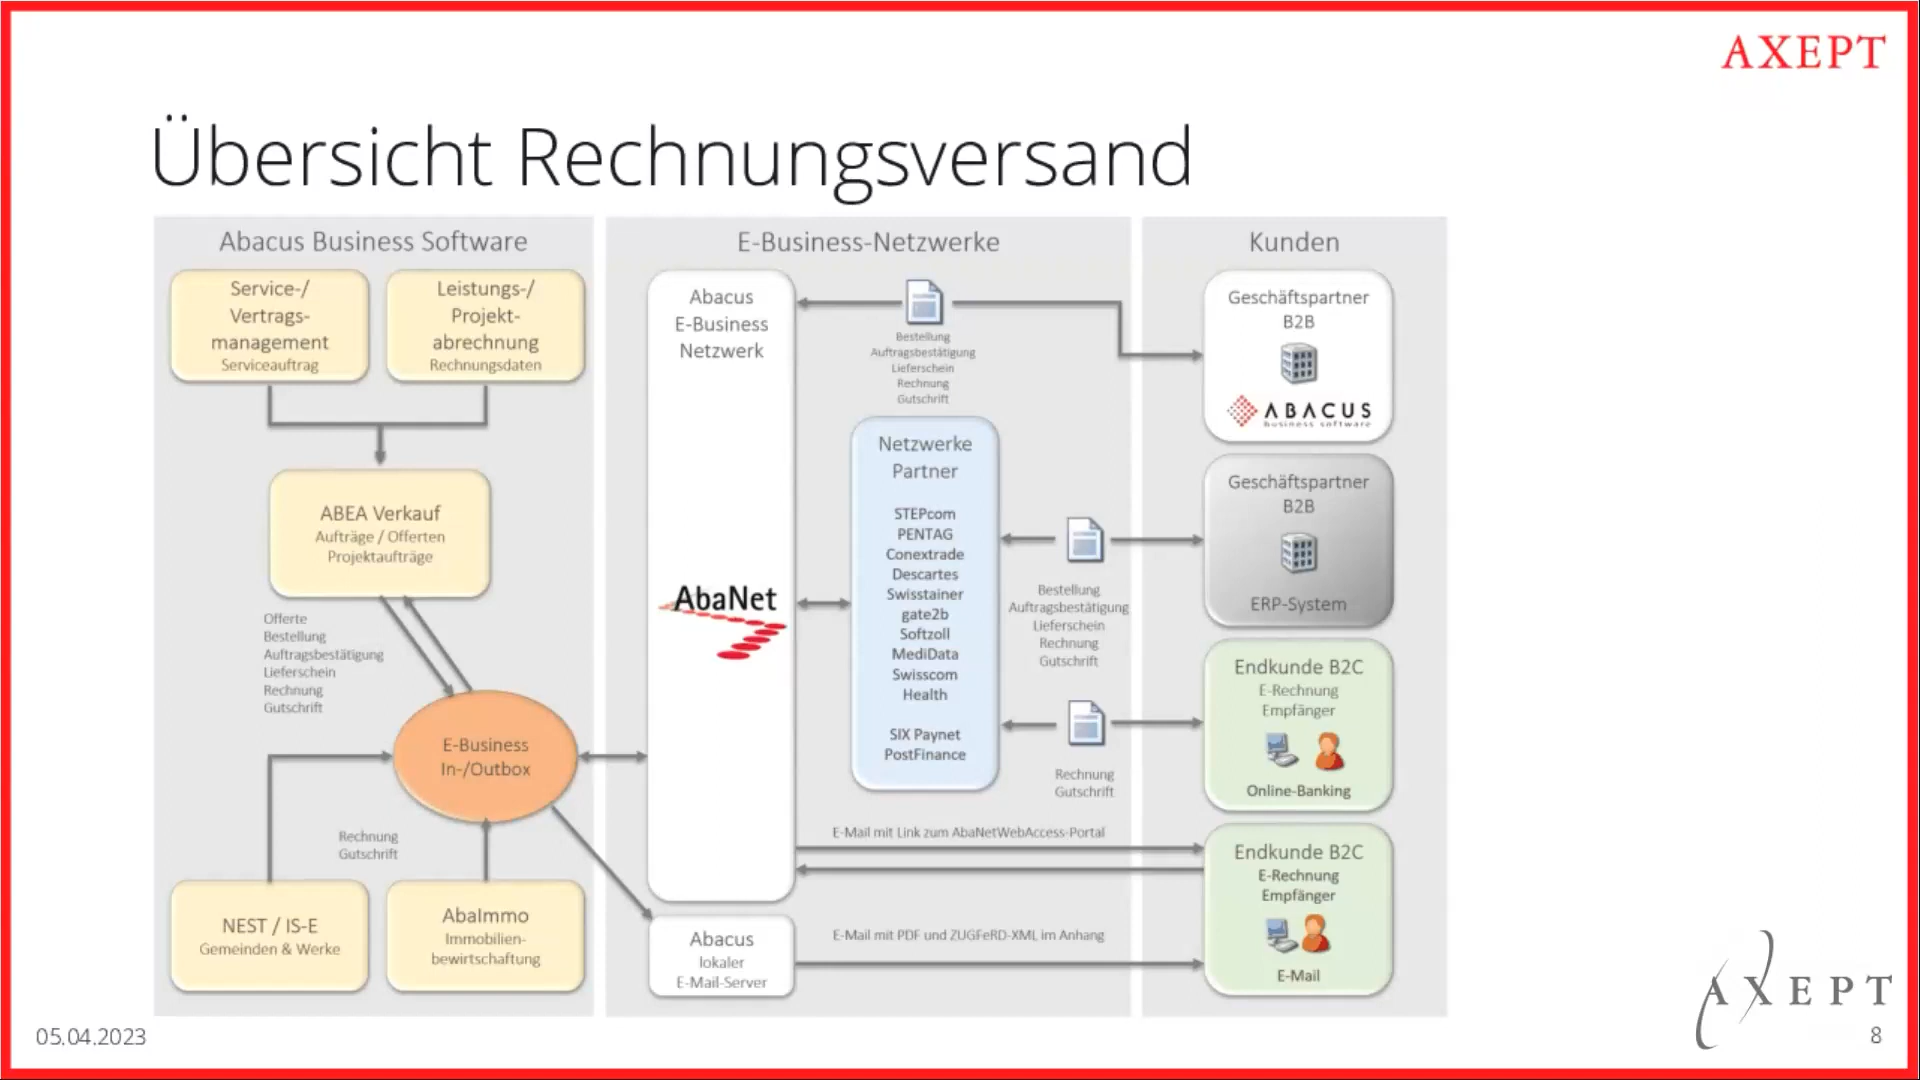 AXEPT
Übersicht Rechnungsversand
Abacus Business Software
Service-/
Vertrags-
management
Serviceauftrag
Leistungs-/
Projekt-
abrechnung
Rechnungsdaten
ABEA Verkauf
Aufträge / Offerten
Projektaufträge
Offerte
Bestellung
Auftragsbestätigung
Lieferschein
Rechnung
Gutschrift
E-Business
In-/Outbox
Rechnung
Gutschrift
NEST / IS-E
Gemeinden & Werke
AbaImmo
Immobilien-
bewirtschaftung
E-Business-Netzwerke
Abacus
E-Business
Netzwerk
AbaNet
Bestellung
Auftragsbestätigung
Lieferschein
Rechnung
Gutschrift
Netzwerke
Partner
STEPcom
PENTAG
Conextrade
Descartes
Swisstainer
gate2b
Softzoll
MediData
Swisscom
Health
SIX Paynet
PostFinance
Bestellung
Auftragsbestätigung
Lieferschein
Rechnung
Gutschrift
Rechnung
Gutschrift
E-Mail mit Link zum AbaNetWebAccess-Portal
Abacus
lokaler
E-Mail-Server
E-Mail mit PDF und ZUGFeRD-XML im Anhang
Kunden
Geschäftspartner
B2B
ABACUS
business software
Geschäftspartner
B2B
ERP-System
Endkunde B2C
E-Rechnung
Empfänger
Online-Banking
Endkunde B2C
E-Rechnung
Empfänger
E-Mail
AXEPT
05.04.2023
8